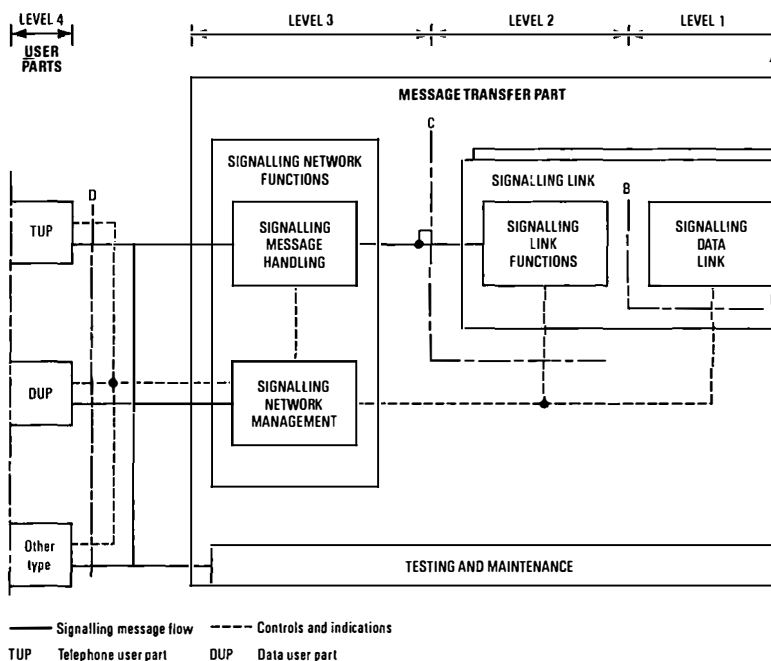 LEVEL 4
LEVEL 3
LEVEL 2
LEVEL 1
USER
PARTS
MESSAGE TRANSFER PART
C
D
SIGNALLING NETWORK
FUNCTIONS
SIGNALLING LINK
B
TUP
SIGNALLING
MESSAGE
HANDLING
SIGNALLING
LINK
FUNCTIONS
SIGNALLING
DATA
LINK
DUP
SIGNALLING
NETWORK
MANAGEMENT
Other
type
TESTING AND MAINTENANCE
Signalling message flow
Controls and indications
TUP Telephone user part
DUP Data user part